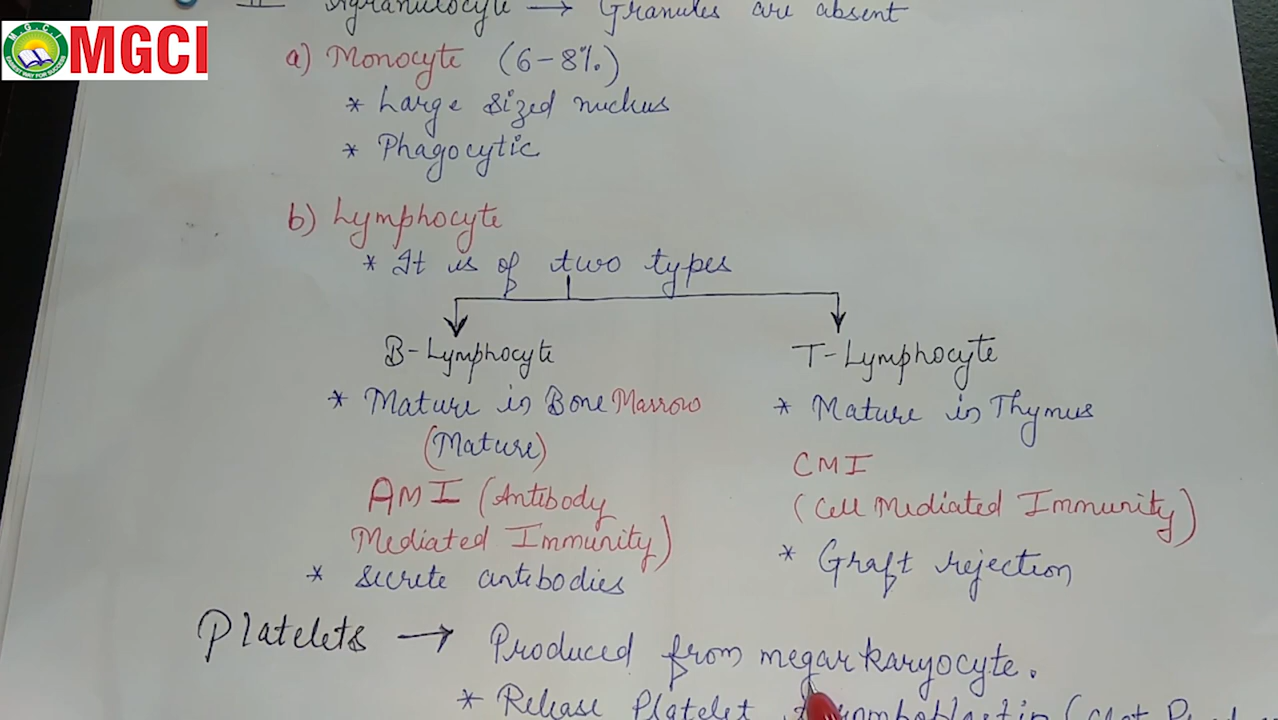 M.G.C.I
MGCI
II Agranulocyte → Granules are absent
a) Monocyte (6-8%)
* Large sized nucleus
* Phagocytic
b) Lymphocyte
* It is of two types
B-Lymphocyte
* Mature in Bone Marrow
(Mature)
AMI (Antibody
Mediated Immunity)
* Secrete antibodies
T-Lymphocyte
* Mature in Thymus
CMI
(Cell Mediated Immunity)
* Graft rejection
Platelets → Produced from megarkaryocyte.
* Release Platelet